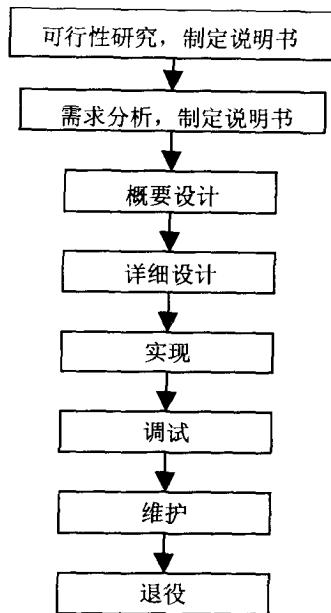 可行性研究，制定说明书
需求分析，制定说明书
概要设计
详细设计
实现
调试
维护
退役